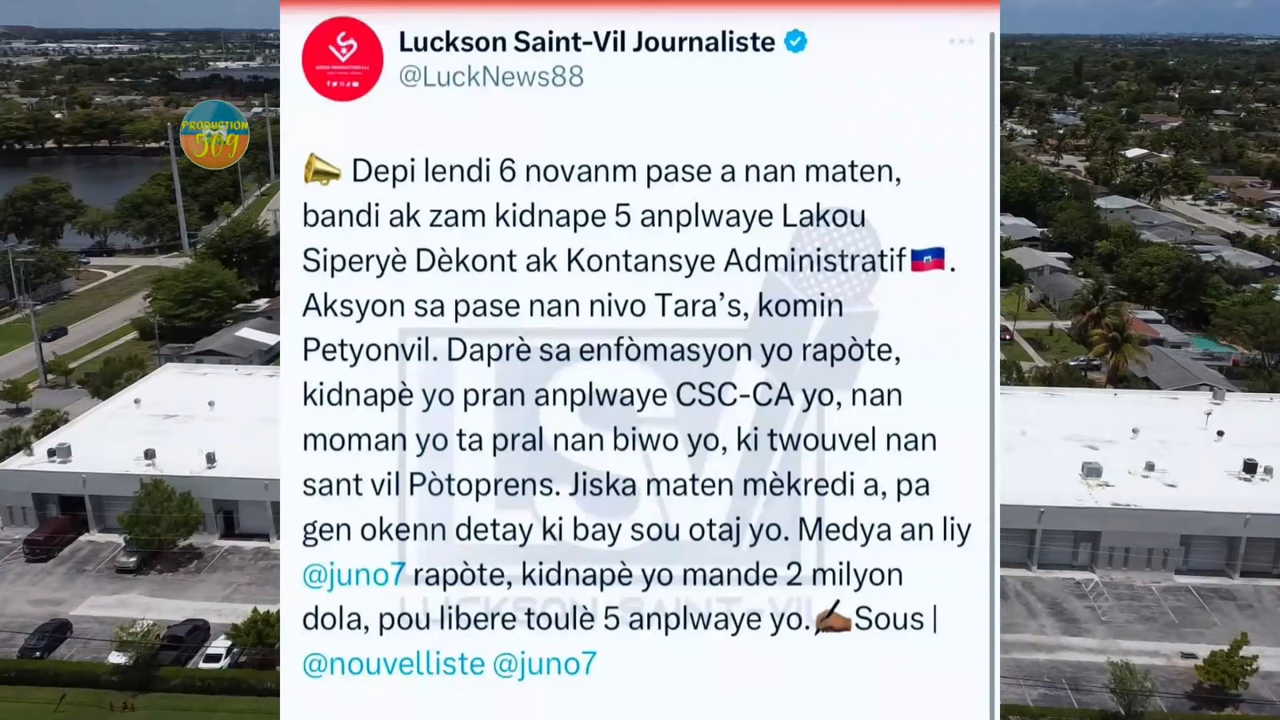 Luckson Saint-Vil Journaliste
@LuckNews88
PRODUCTION
509
Depi lendi 6 novanm pase a nan maten,
bandi ak zam kidnape 5 anplwaye Lakou
Siperyè Dèkont ak Kontansye Administratif.
Aksyon sa pase nan nivo Tara’s, komin
Petyonvil. Daprè sa enfòmasyon yo rapòte,
kidnapè yo pran anplwaye CSC-CA yo, nan
moman yo ta pral nan biwo yo, ki twouvel nan
sant vil Pòtoprens. Jiska maten mèkredi a, pa
gen okenn detay ki bay sou otaj yo. Medya an liy
@juno7 rapòte, kidnapè yo mande 2 milyon
dola, pou libere toulè 5 anplwaye yo. Sous |
@nouvelliste @juno7
LSV
LUCKSON SAINT-VIL